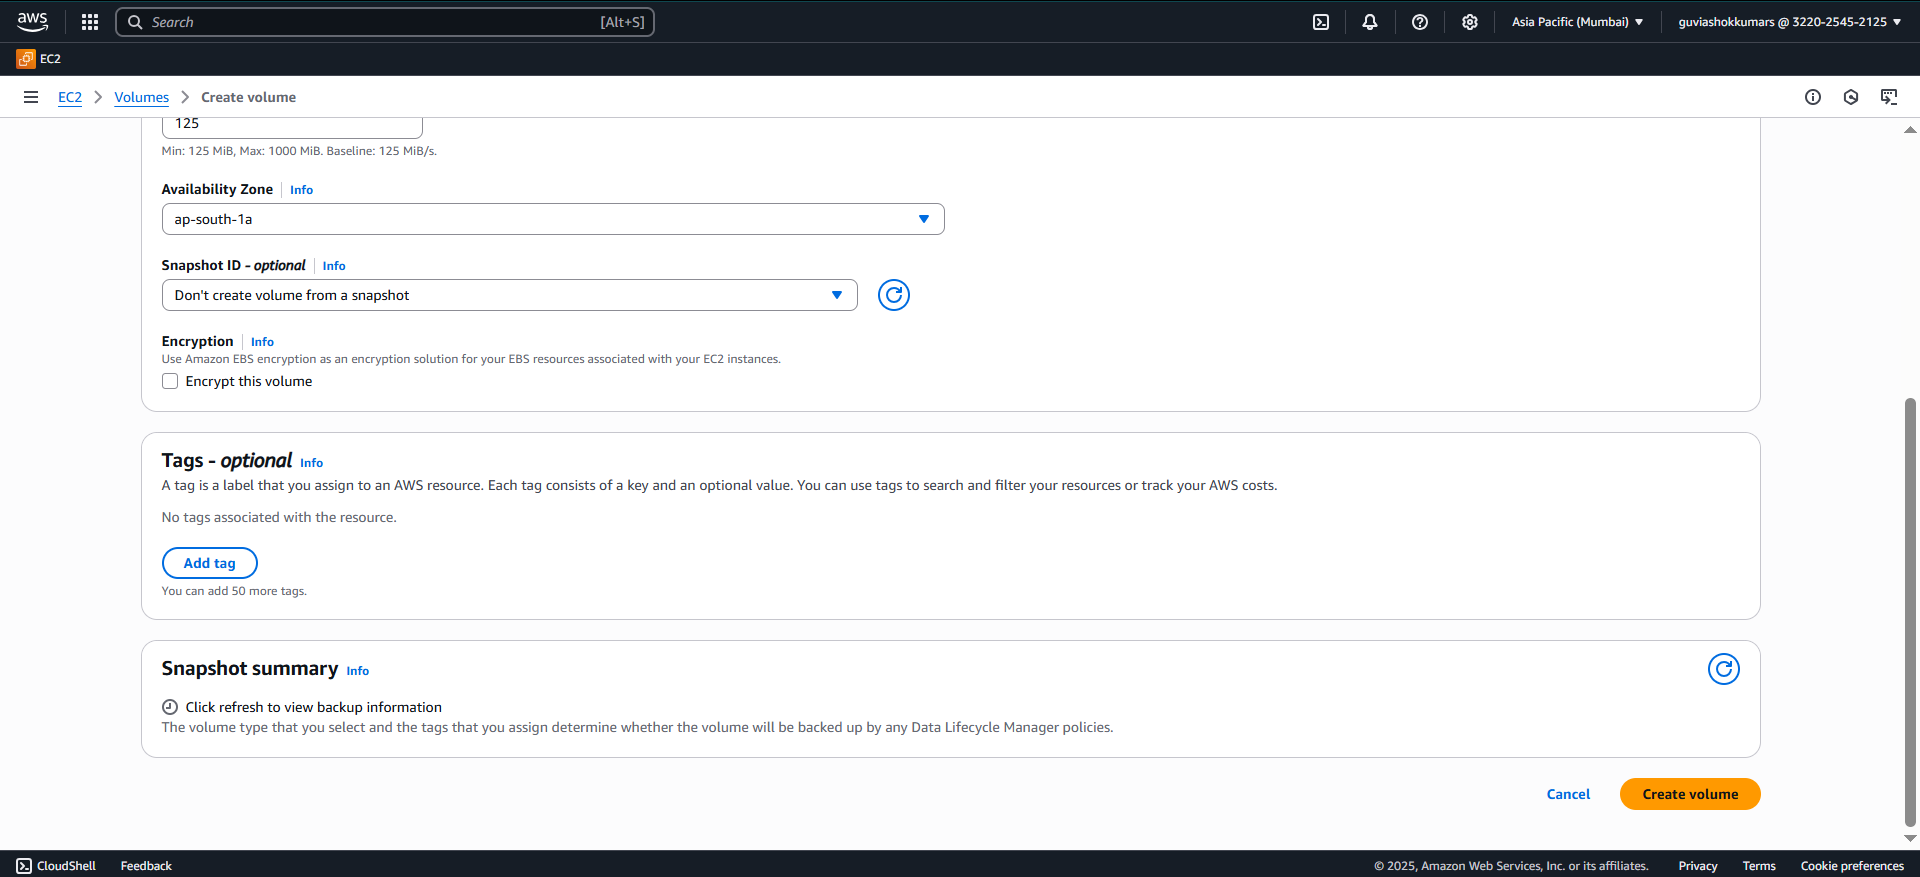 aws
Search [Alt+S]
Asia Pacific (Mumbai)
guviashokkumars @ 3220-2545-2125
EC2
EC2 Volumes Create volume
125
Min: 125 MiB, Max: 1000 MiB. Baseline: 125 MiB/s.
Availability Zone Info
ap-south-1a
Snapshot ID - optional Info
Don't create volume from a snapshot
Encryption Info
Use Amazon EBS encryption as an encryption solution for your EBS resources associated with your EC2 instances.
Encrypt this volume
Tags - optional Info
A tag is a label that you assign to an AWS resource. Each tag consists of a key and an optional value. You can use tags to search and filter your resources or track your AWS costs.
No tags associated with the resource.
Add tag
You can add 50 more tags.
Snapshot summary Info
Click refresh to view backup information
The volume type that you select and the tags that you assign determine whether the volume will be backed up by any Data Lifecycle Manager policies.
Cancel Create volume
CloudShell Feedback © 2025, Amazon Web Services, Inc. or its affiliates. Privacy Terms Cookie preferences